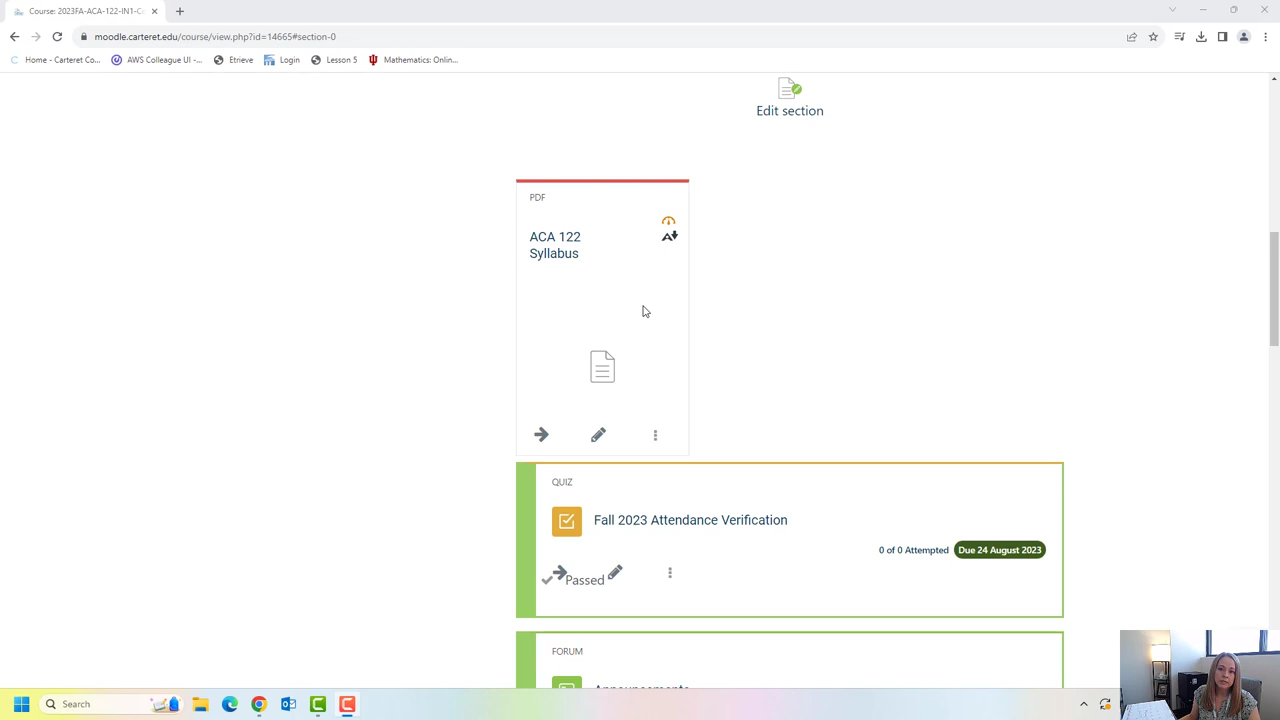 Course: 2023FA-ACA-122-IN1-C
moodle.carteret.edu/course/view.php?id=14665#section-0
Home - Carteret Co...
AWS Colleague UI -...
Etrieve
Login
Lesson 5
Mathematics: Onlin...
Edit section
PDF
ACA 122
Syllabus
QUIZ
Fall 2023 Attendance Verification
0 of 0 Attempted
Due 24 August 2023
Passed
FORUM
Announcements
Search